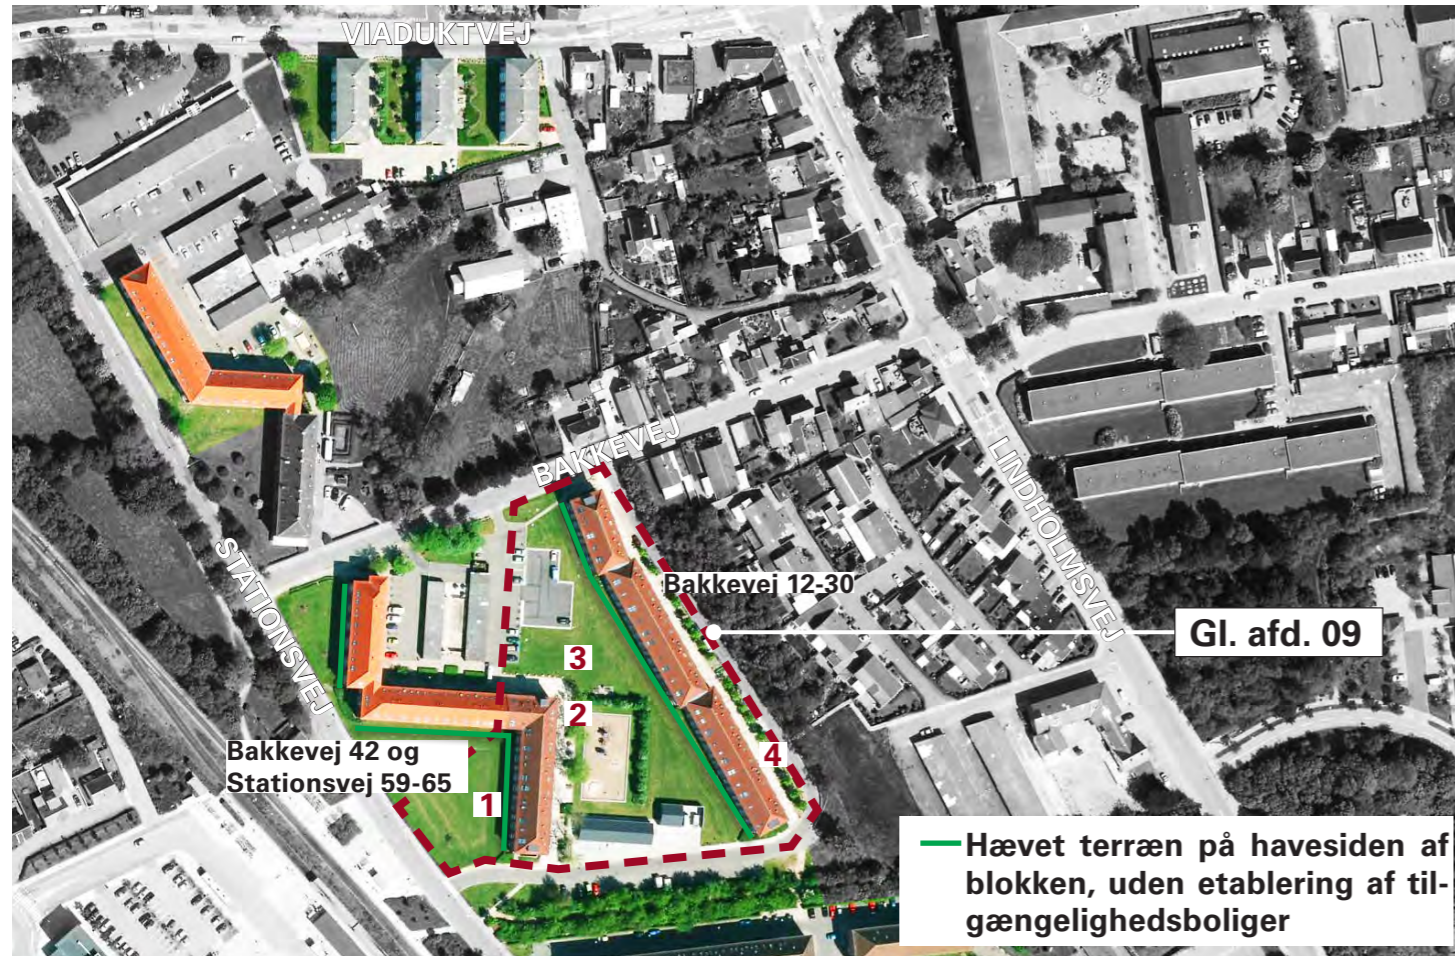 VIADUKTVEJ
BAKKEVEJ
LINDHOLMSVEJ
STATIONSVEJ
Bakkevej 12-30
Gl. afd. 09
3
2
4
1
Bakkevej 42 og
Stationsvej 59-65
Hævet terræn på havesiden af
blokken, uden etablering af til-
gængelighedsboliger